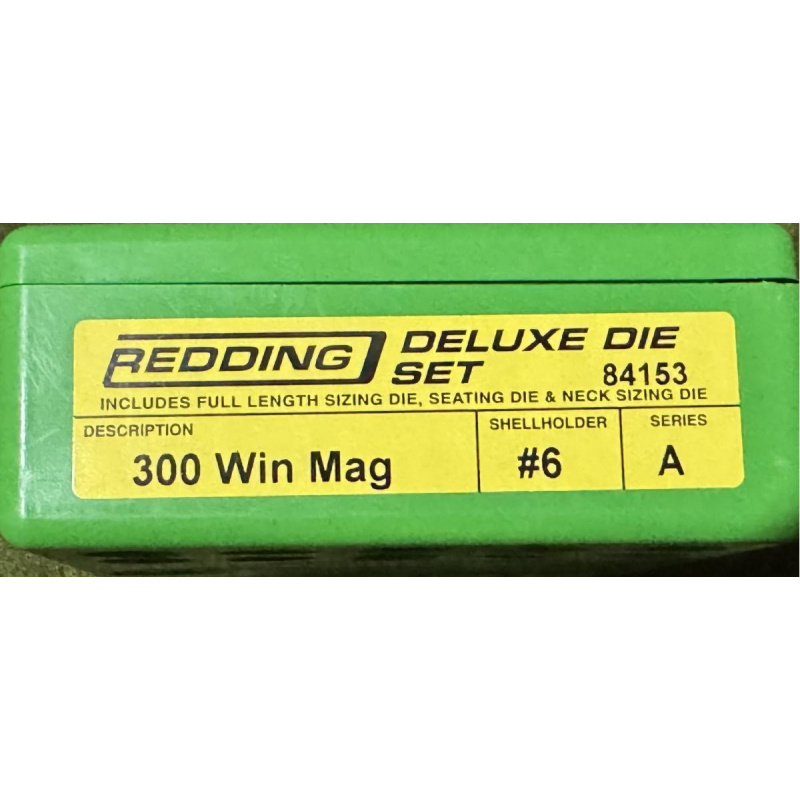 REDDING
DELUXE DIE
SET 84153
INCLUDES FULL LENGTH SIZING DIE, SEATING DIE & NECK SIZING DIE
DESCRIPTION
300 Win Mag
SHELLHOLDER
#6
SERIES
A